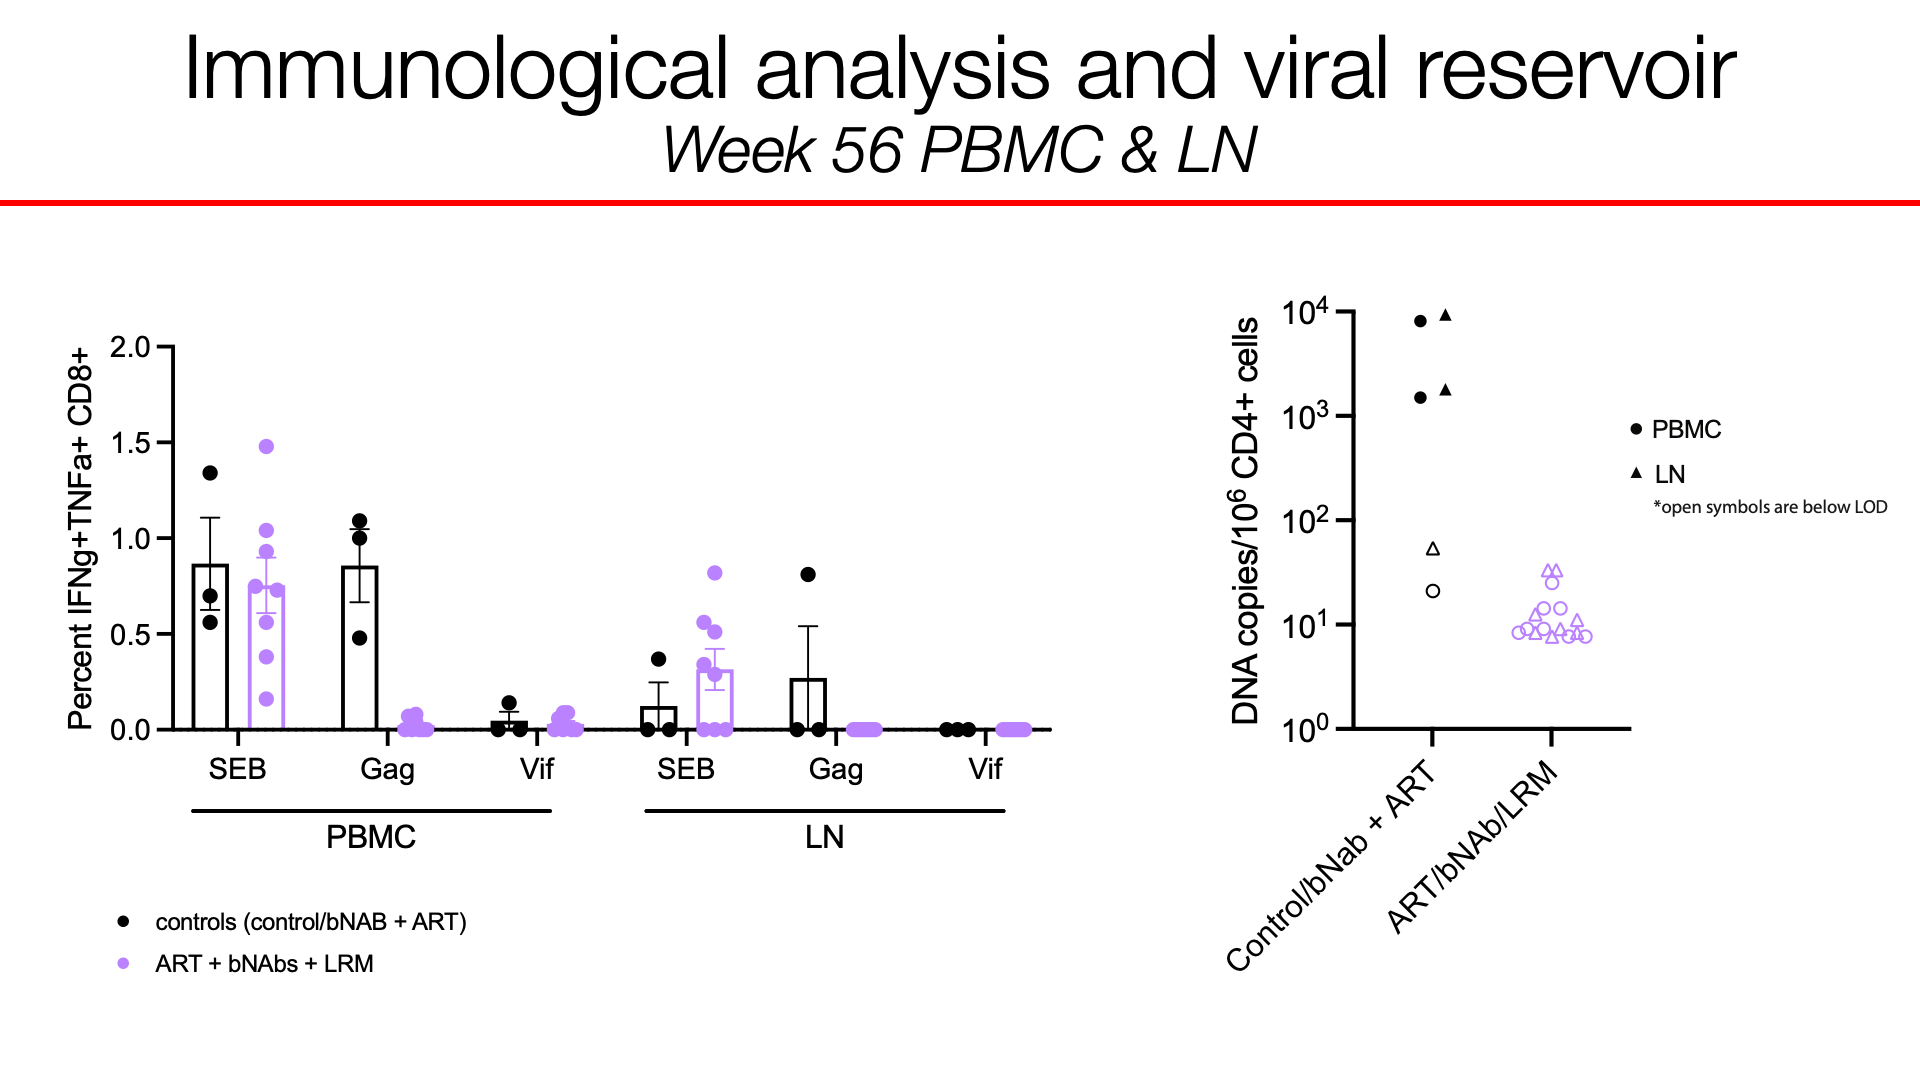 Immunological analysis and viral reservoir
Week 56 PBMC & LN
Percent IFNg+TNFa+ CD8+
2.0
1.5
1.0
0.5
0.0
SEB Gag Vif SEB Gag Vif
PBMC LN
controls (control/bNAB + ART)
ART + bNAbs + LRM
DNA copies/10⁶ CD4+ cells
10⁴
10³
10²
10¹
10⁰
Control/bNab + ART
ART/bNAb/LRM
PBMC
LN
*open symbols are below LOD